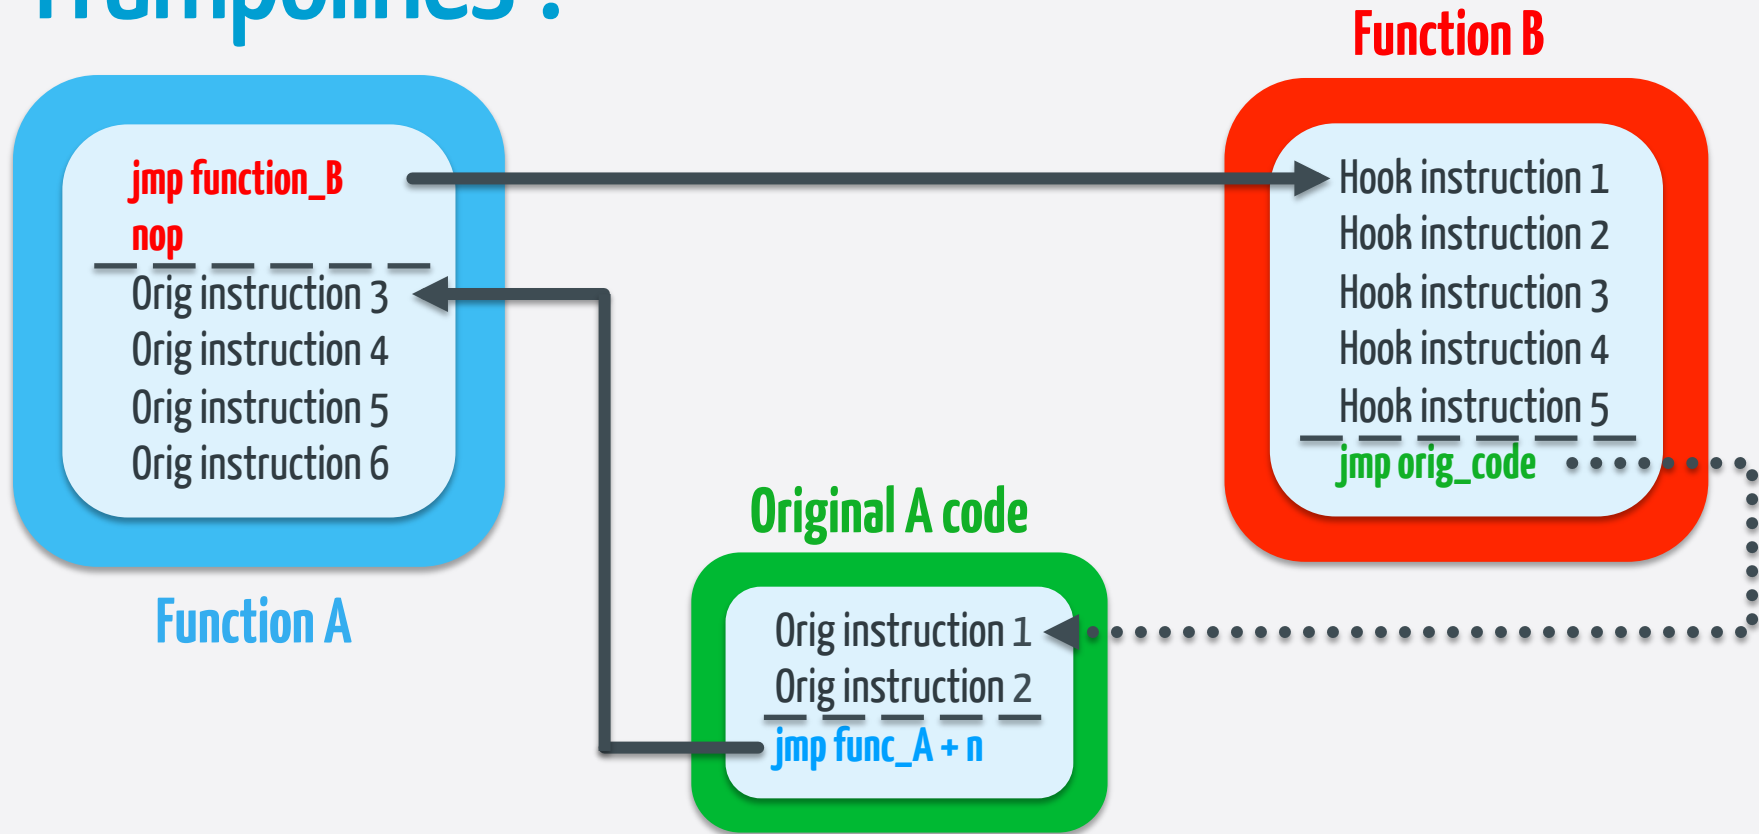 Trampolines !
Function B
jmp function_B
nop
Orig instruction 3
Orig instruction 4
Orig instruction 5
Orig instruction 6
Function A
Hook instruction 1
Hook instruction 2
Hook instruction 3
Hook instruction 4
Hook instruction 5
jmp orig_code
Original A code
Orig instruction 1
Orig instruction 2
jmp func_A + n